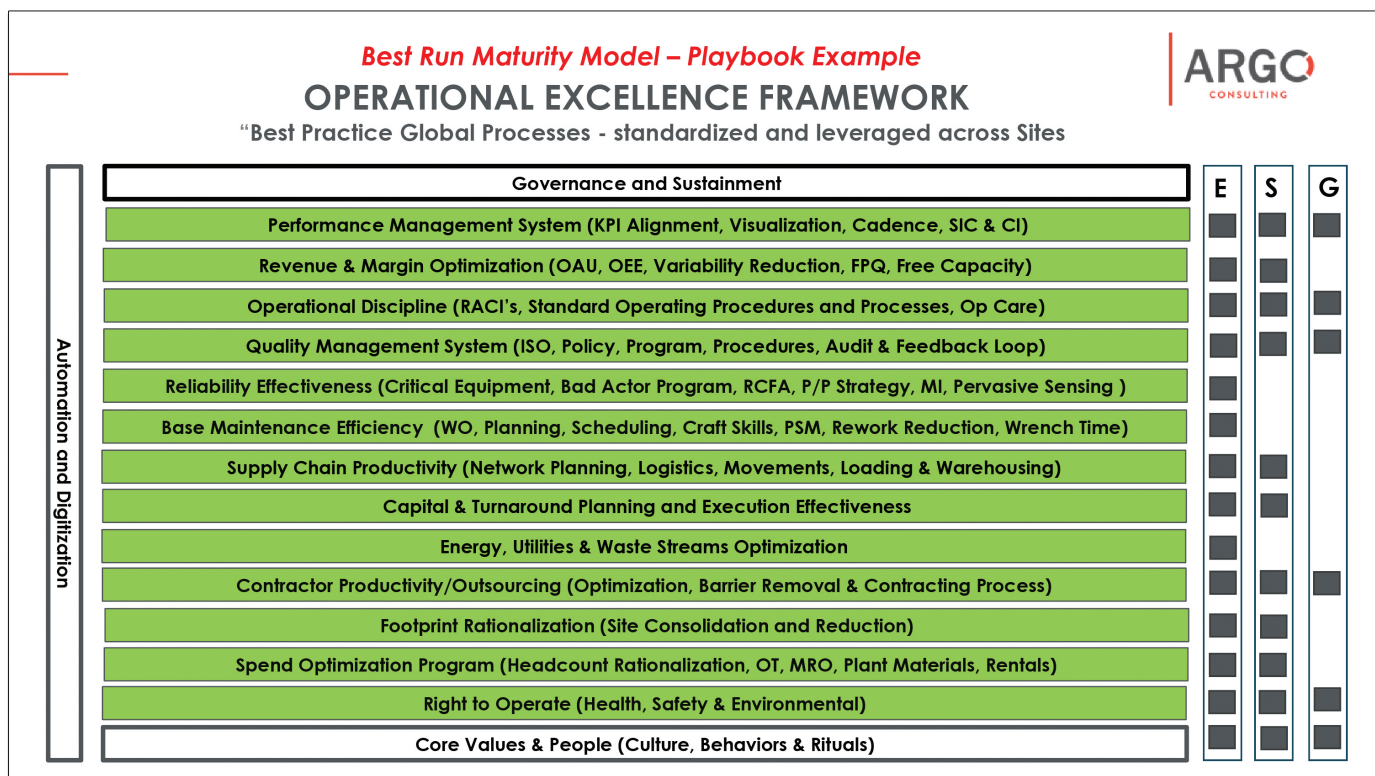 Best Run Maturity Model – Playbook Example
ARGO
CONSULTING
OPERATIONAL EXCELLENCE FRAMEWORK
“Best Practice Global Processes - standardized and leveraged across Sites
Automation and Digitization
Governance and Sustainment
E
S
G
Performance Management System (KPI Alignment, Visualization, Cadence, SIC & CI)
Revenue & Margin Optimization (OAU, OEE, Variability Reduction, FPQ, Free Capacity)
Operational Discipline (RACI’s, Standard Operating Procedures and Processes, Op Care)
Quality Management System (ISO, Policy, Program, Procedures, Audit & Feedback Loop)
Reliability Effectiveness (Critical Equipment, Bad Actor Program, RCFA, P/P Strategy, MI, Pervasive Sensing )
Base Maintenance Efficiency (WO, Planning, Scheduling, Craft Skills, PSM, Rework Reduction, Wrench Time)
Supply Chain Productivity (Network Planning, Logistics, Movements, Loading & Warehousing)
Capital & Turnaround Planning and Execution Effectiveness
Energy, Utilities & Waste Streams Optimization
Contractor Productivity/Outsourcing (Optimization, Barrier Removal & Contracting Process)
Footprint Rationalization (Site Consolidation and Reduction)
Spend Optimization Program (Headcount Rationalization, OT, MRO, Plant Materials, Rentals)
Right to Operate (Health, Safety & Environmental)
Core Values & People (Culture, Behaviors & Rituals)